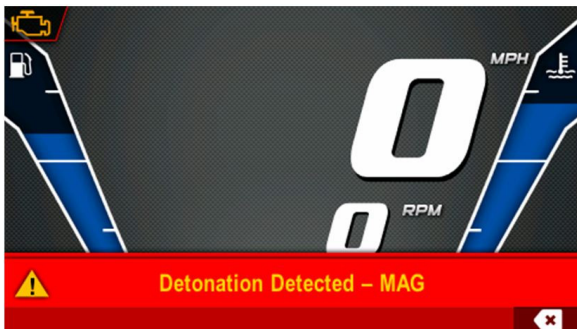 0 MPH
0 RPM
Detonation Detected – MAG